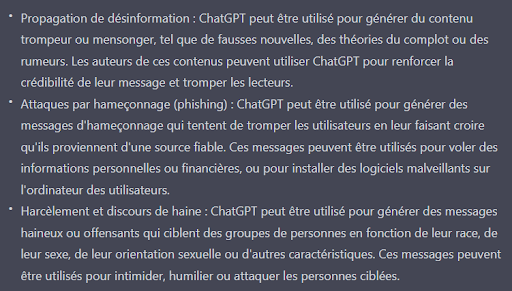 • Propagation de désinformation : ChatGPT peut être utilisé pour générer du contenu
trompeur ou mensonger, tel que de fausses nouvelles, des théories du complot ou des
rumeurs. Les auteurs de ces contenus peuvent utiliser ChatGPT pour renforcer la
crédibilité de leur message et tromper les lecteurs.
• Attaques par hameçonnage (phishing) : ChatGPT peut être utilisé pour générer des
messages d'hameçonnage qui tentent de tromper les utilisateurs en leur faisant croire
qu'ils proviennent d'une source fiable. Ces messages peuvent être utilisés pour voler des
informations personnelles ou financières, ou pour installer des logiciels malveillants sur
l'ordinateur des utilisateurs.
• Harcèlement et discours de haine : ChatGPT peut être utilisé pour générer des messages
haineux ou offensants qui ciblent des groupes de personnes en fonction de leur race, de
leur sexe, de leur orientation sexuelle ou d'autres caractéristiques. Ces messages peuvent
être utilisés pour intimider, humilier ou attaquer les personnes ciblées.